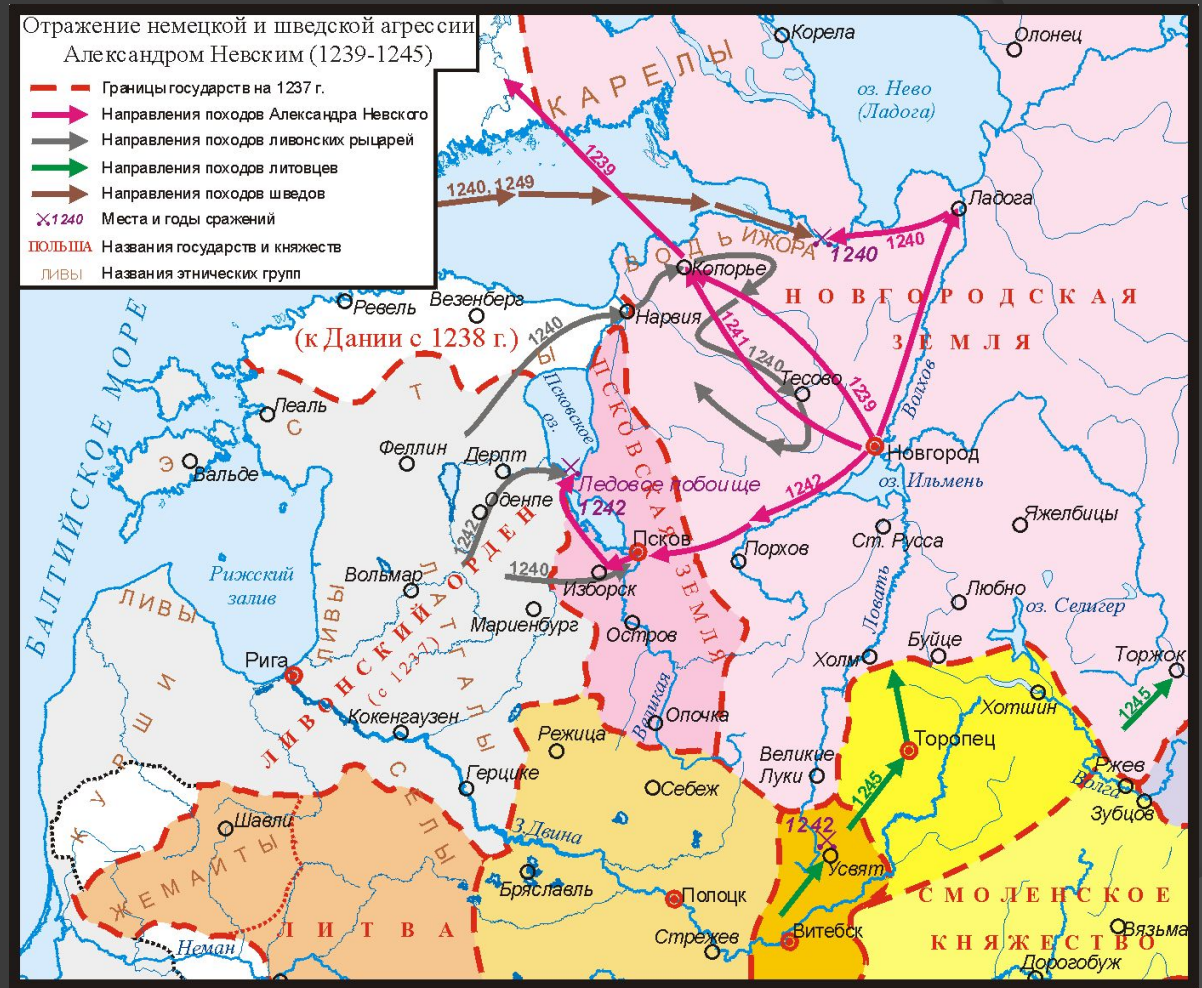 Отражение немецкой и шведской агрессии
Александром Невским (1239-1245)
Границы государств на 1237 г.
Направления походов Александра Невского
Направления походов ливонских рыцарей
Направления походов литовцев
Направления походов шведов
1240 Места и годы сражений
ПОЛЬША Названия государств и княжеств
ЛИВЫ Названия этнических групп
Корела
Олонец
КАРЕЛЫ
оз. Нево
(Ладога)
1239
1240, 1249
Ладога
1240
1240
ВОДЬ
ИЖОРА
Копорье
НОВГОРОДСКАЯ
ЗЕМЛЯ
Ревель
Везенберг
Нарвия
(к Дании с 1238 г.)
1240
1241
1240
1239
Тесово
Волхов
БАЛТИЙСКОЕ МОРЕ
Леаль
ЭСТЫ
Вальде
Феллин
Дерпт
Оденпе
Псковское
оз.
ПСКОВСКАЯ ЗЕМЛЯ
Новгород
оз. Ильмень
Ледовое побоище
1242
1242
1242
Псков
Порхов
Ст. Русса
Яжелбицы
1240
Изборск
Рижский
залив
Вольмар
Мариенбург
Остров
Ловать
Любно
оз. Селигер
ЛИВЫ
ЛИВЫ
ЛАТГАЛЫ
ЛИВОНСКИЙ ОРДЕН
(с 1237)
Рига
Буйце
Холм
Торжок
1245
Хотшин
КУРШИ
Кокенгаузен
Великая
Опочка
Режица
Торопец
Великие
Луки
Ржев
Волга
Зубцов
СЕЛЫ
Герцике
Себеж
1245
1242
Усвят
Шавли
З.Двина
ЖЕМАЙТЫ
Бряславль
Полоцк
СМОЛЕНСКОЕ
КНЯЖЕСТВО
ЛИТВА
Неман
Стрежев
Витебск
Вязьма
Дорогобуж